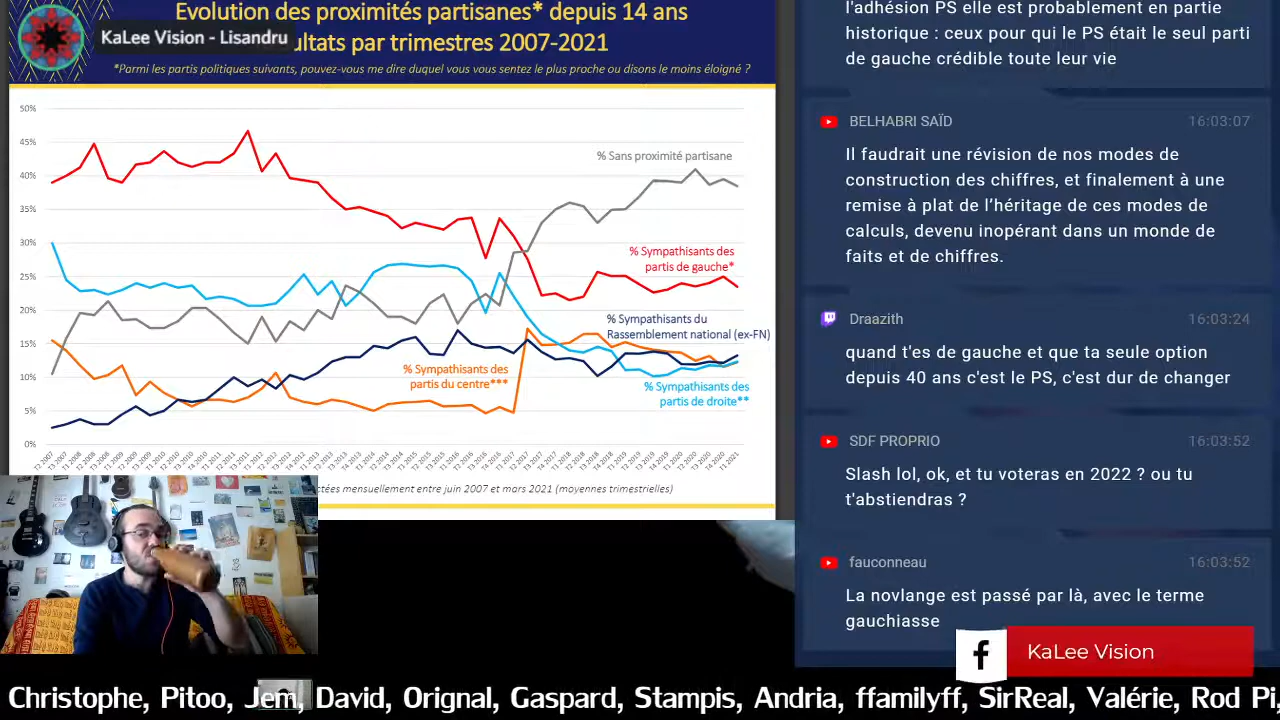 Evolution des proximités partisanes* depuis 14 ans
KaLee Vision - Lisandru
ultats par trimestres 2007-2021
*Parmi les partis politiques suivants, pouvez-vous me dire duquel vous vous sentez le plus proche ou disons le moins éloigné ?
50%
45%
40%
35%
30%
25%
20%
15%
10%
5%
0%
% Sans proximité partisane
% Sympathisants des
partis de gauche*
% Sympathisants du
Rassemblement national (ex-FN)
% Sympathisants des
partis du centre***
% Sympathisants des
partis de droite**
ctées mensuellement entre juin 2007 et mars 2021 (moyennes trimestrielles)
l'adhésion PS elle est probablement en partie
historique : ceux pour qui le PS était le seul parti
de gauche crédible toute leur vie
BELHABRI SAÏD 16:03:07
Il faudrait une révision de nos modes de
construction des chiffres, et finalement à une
remise à plat de l’héritage de ces modes de
calculs, devenu inopérant dans un monde de
faits et de chiffres.
Draazith 16:03:24
quand t'es de gauche et que ta seule option
depuis 40 ans c'est le PS, c'est dur de changer
SDF PROPRIO 16:03:52
Slash lol, ok, et tu voteras en 2022 ? ou tu
t'abstiendras ?
fauconneau 16:03:52
La novlange est passé par là, avec le terme
gauchiasse
KaLee Vision
Christophe, Pitoo, Jem, David, Orignal, Gaspard, Stampis, Andria, ffamilyff, SirReal, Valérie, Rod Pi,